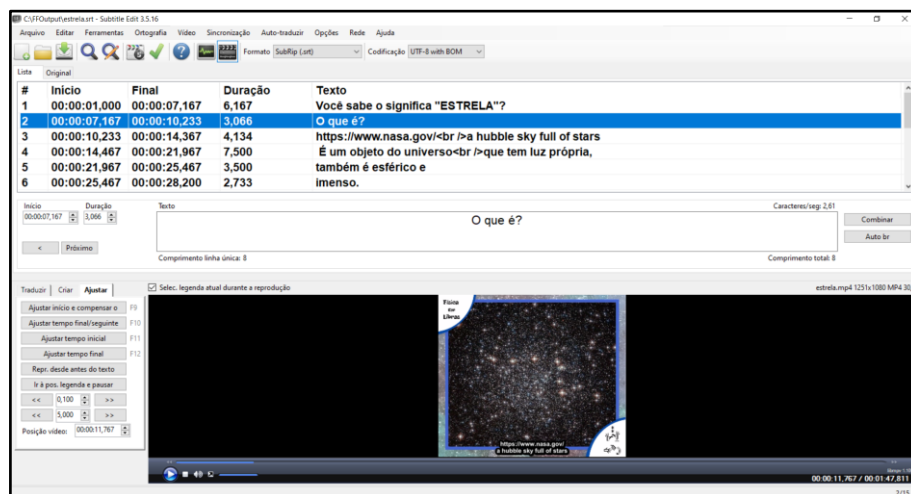 C:\FFOutput\estrela.srt - Subtitle Edit 3.5.16
Arquivo Editar Ferramentas Ortografia Vídeo Sincronização Auto-traduzir Opções Rede Ajuda
Formato SubRip (.srt) Codificação UTF-8 with BOM
Lista Original
# Início Final Duração Texto
1 00:00:01,000 00:00:07,167 6,167 Você sabe o significa "ESTRELA"?
2 00:00:07,167 00:00:10,233 3,066 O que é?
3 00:00:10,233 00:00:14,367 4,134 https://www.nasa.gov/<br />a hubble sky full of stars
4 00:00:14,467 00:00:21,967 7,500 É um objeto do universo<br />que tem luz própria,
5 00:00:21,967 00:00:25,467 3,500 também é esférico e
6 00:00:25,467 00:00:28,200 2,733 imenso.
Início Duração Texto Caracteres/seg: 2,61
00:00:07,167 3,066 O que é? Combinar
Auto br
< Próximo
Comprimento linha única: 8 Comprimento total: 8
Traduzir Criar Ajustar Selec. legenda atual durante a reprodução estrela.mp4 1251x1080 MP4 30,
Ajustar início e compensar o F9
Ajustar tempo final/seguinte F10
Ajustar tempo inicial F11
Ajustar tempo final F12
Repr. desde antes do texto
Ir à pos. legenda e pausar
<< 0,100 >>
<< 5,000 >>
Posição vídeo: 00:00:11,767
Física
em
Libras
https://www.nasa.gov/
a hubble sky full of stars
00:00:11,767 / 00:01:47,811